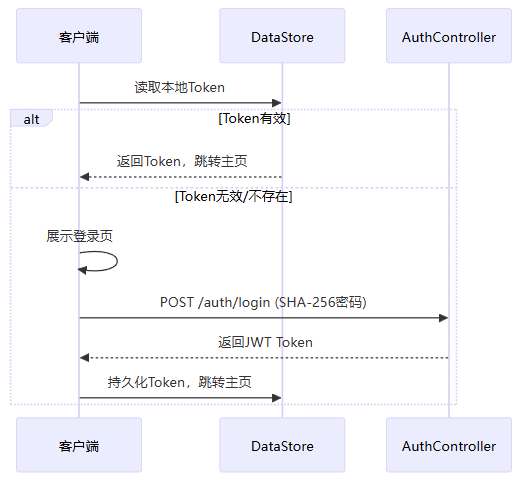 客户端
DataStore
AuthController
读取本地Token
alt
[Token有效]
返回Token，跳转主页
[Token无效/不存在]
展示登录页
POST /auth/login (SHA-256密码)
返回JWT Token
持久化Token，跳转主页
客户端
DataStore
AuthController